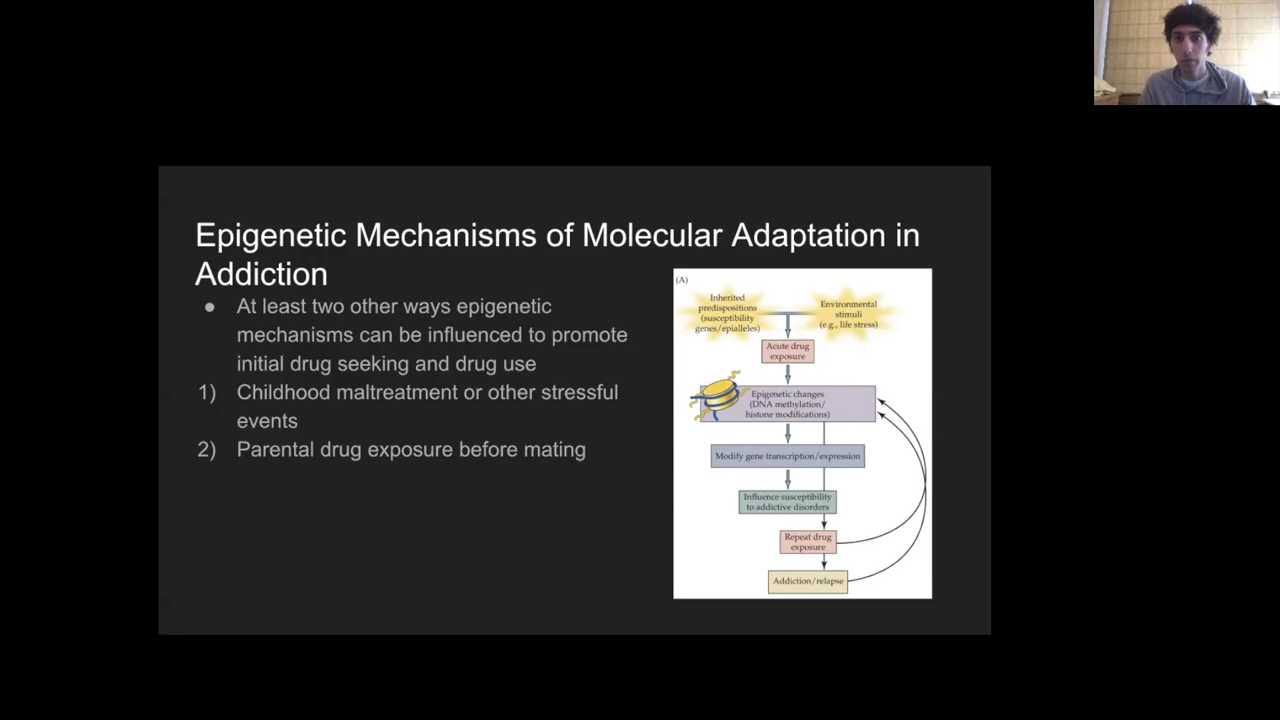 Epigenetic Mechanisms of Molecular Adaptation in
Addiction
● At least two other ways epigenetic
mechanisms can be influenced to promote
initial drug seeking and drug use
1) Childhood maltreatment or other stressful
events
2) Parental drug exposure before mating
(A)
Inherited
predispositions
(susceptibility
genes/epialleles)
Environmental
stimuli
(e.g., life stress)
Acute drug
exposure
Epigenetic changes
(DNA methylation/
histone modifications)
Modify gene transcription/expression
Influence susceptibility
to addictive disorders
Repeat drug
exposure
Addiction/relapse